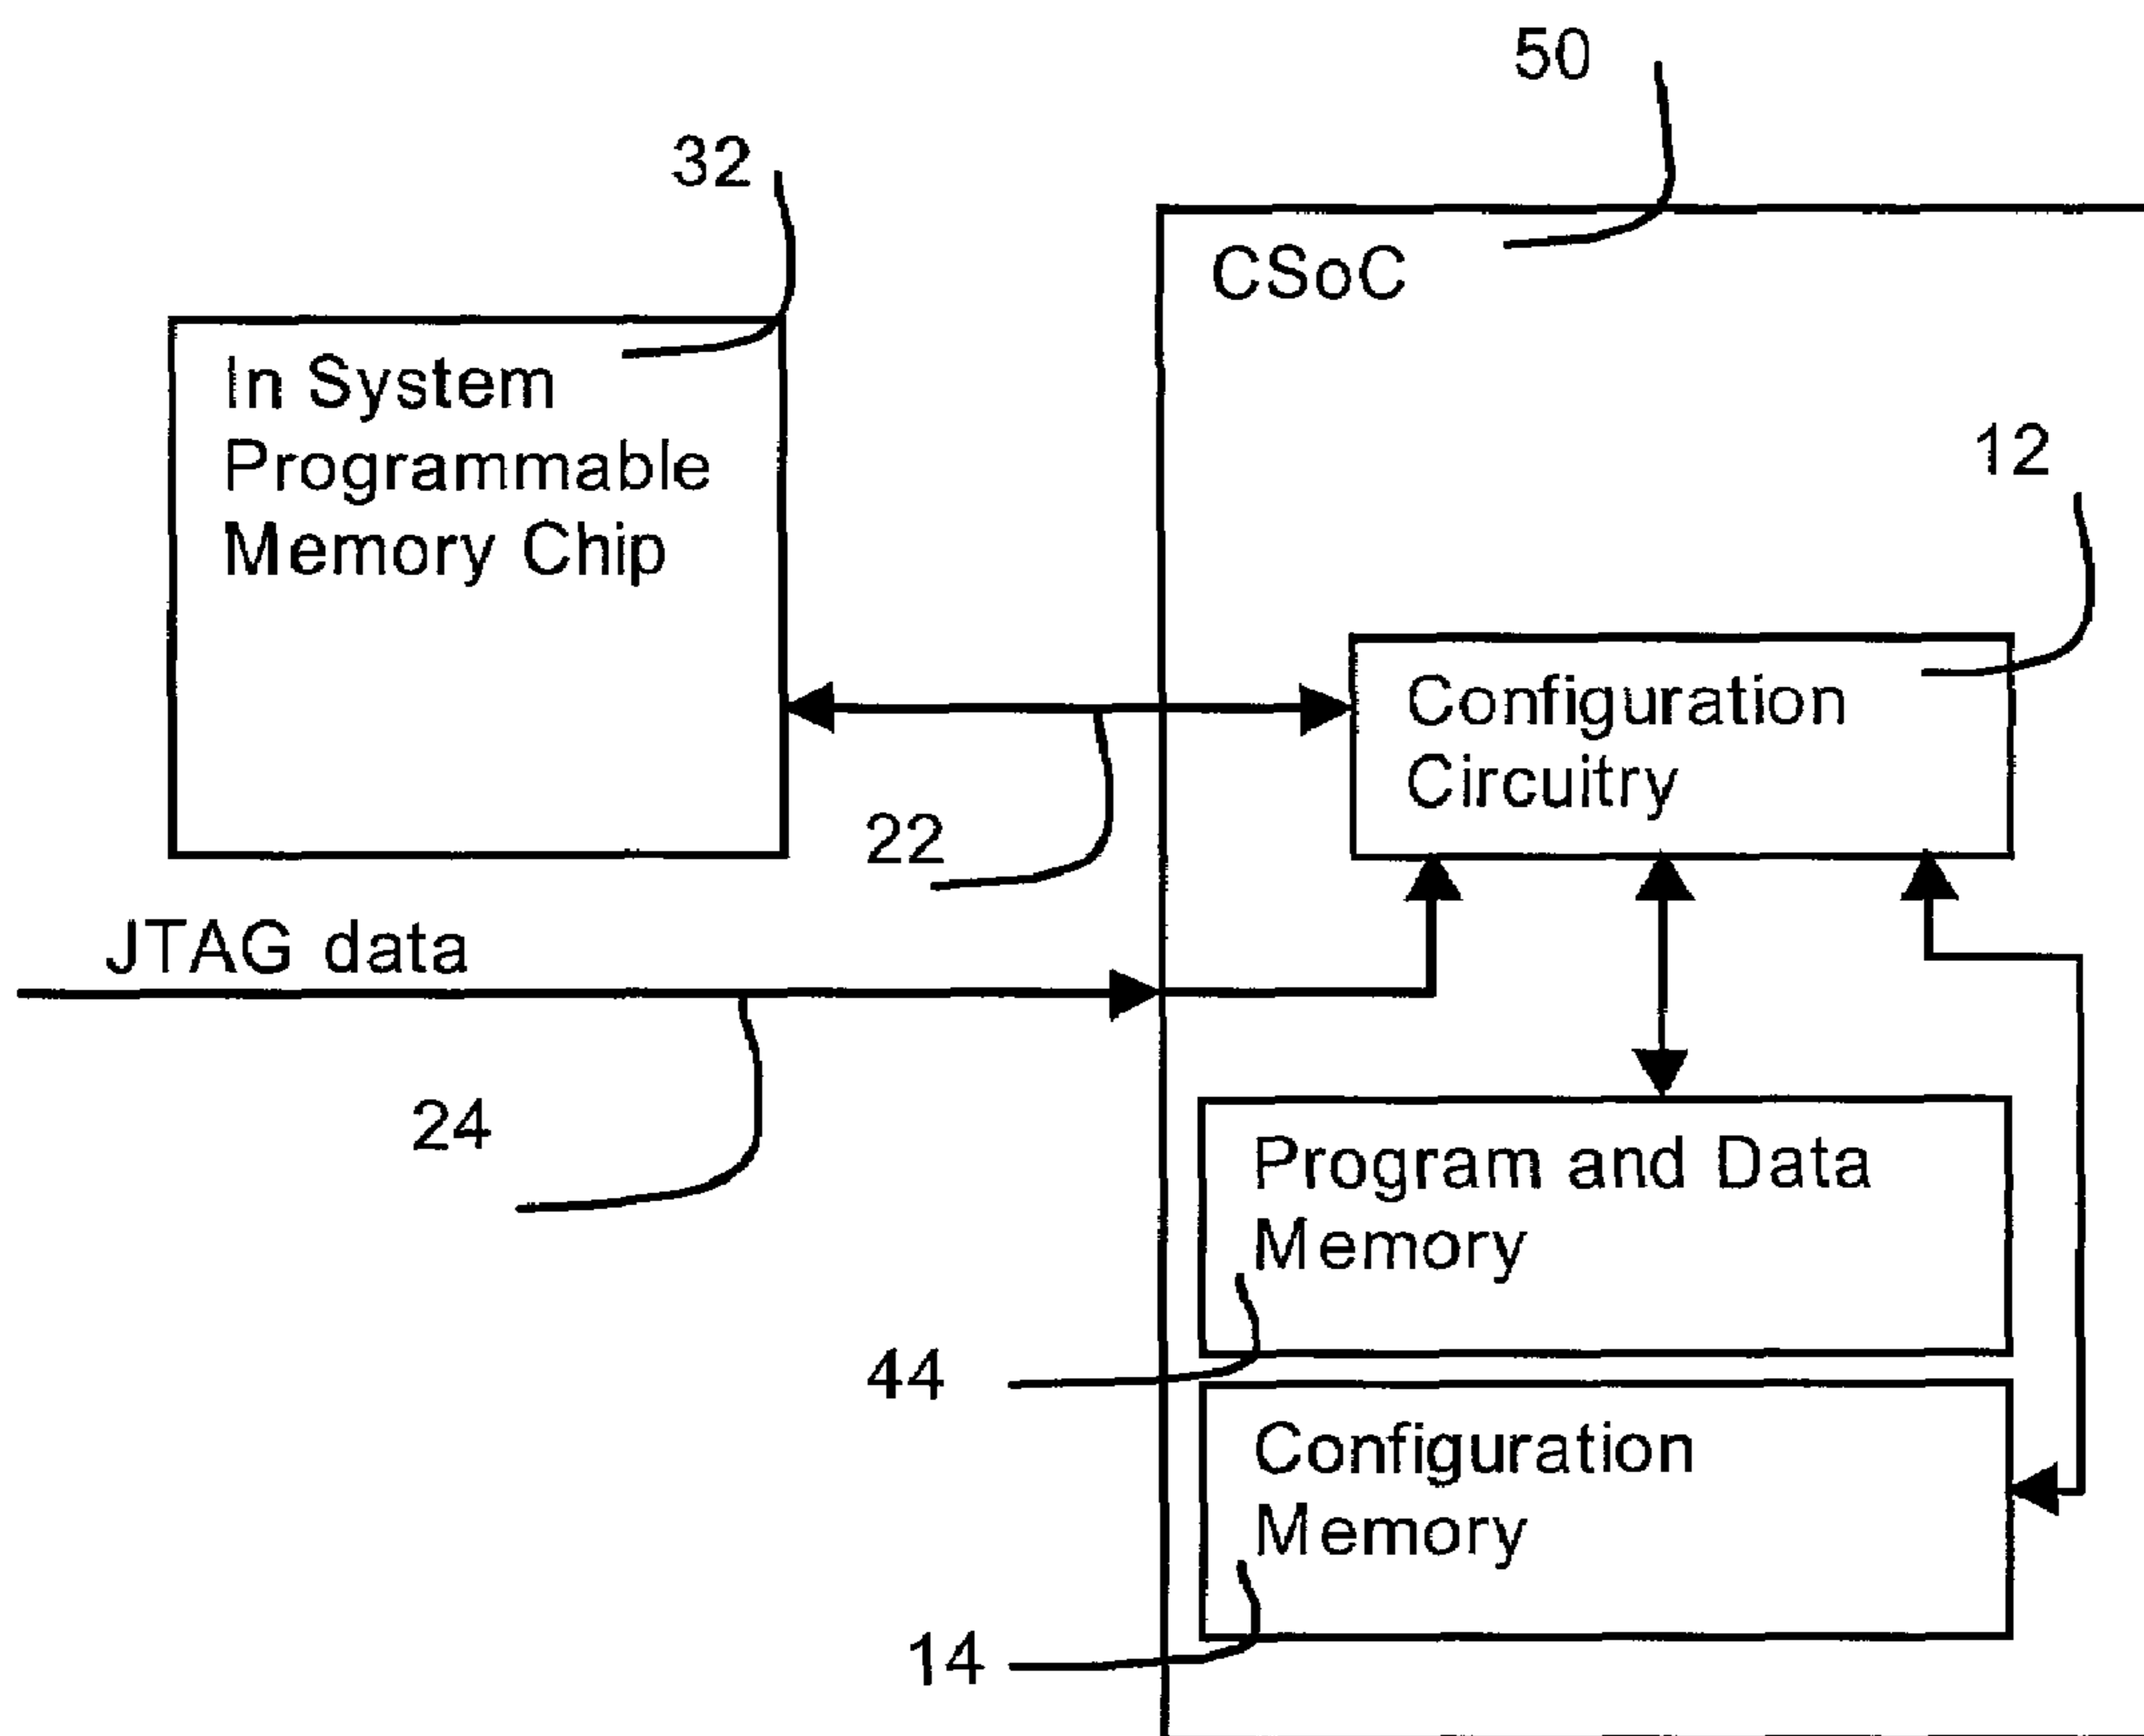 50
32
CSoC
In System
Programmable
Memory Chip
12
Configuration
Circuitry
22
JTAG data
24
Program and Data
Memory
44
Configuration
Memory
14